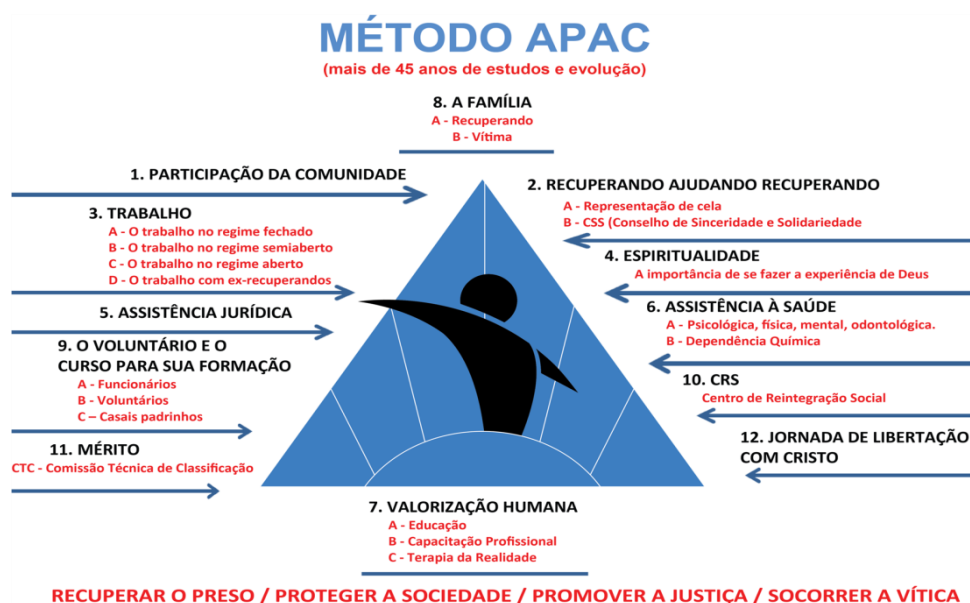 MÉTODO APAC
(mais de 45 anos de estudos e evolução)
8. A FAMÍLIA
A - Recuperando
B - Vítima
1. PARTICIPAÇÃO DA COMUNIDADE
2. RECUPERANDO AJUDANDO RECUPERANDO
A - Representação de cela
B - CSS (Conselho de Sinceridade e Solidariedade
3. TRABALHO
A - O trabalho no regime fechado
B - O trabalho no regime semiaberto
C - O trabalho no regime aberto
D - O trabalho com ex-recuperandos
4. ESPIRITUALIDADE
A importância de se fazer a experiência de Deus
5. ASSISTÊNCIA JURÍDICA
6. ASSISTÊNCIA À SAÚDE
A - Psicológica, física, mental, odontológica.
B - Dependência Química
9. O VOLUNTÁRIO E O
CURSO PARA SUA FORMAÇÃO
A - Funcionários
B - Voluntários
C – Casais padrinhos
10. CRS
Centro de Reintegração Social
11. MÉRITO
CTC - Comissão Técnica de Classificação
12. JORNADA DE LIBERTAÇÃO
COM CRISTO
7. VALORIZAÇÃO HUMANA
A - Educação
B - Capacitação Profissional
C - Terapia da Realidade
RECUPERAR O PRESO / PROTEGER A SOCIEDADE / PROMOVER A JUSTIÇA / SOCORRER A VÍTICA